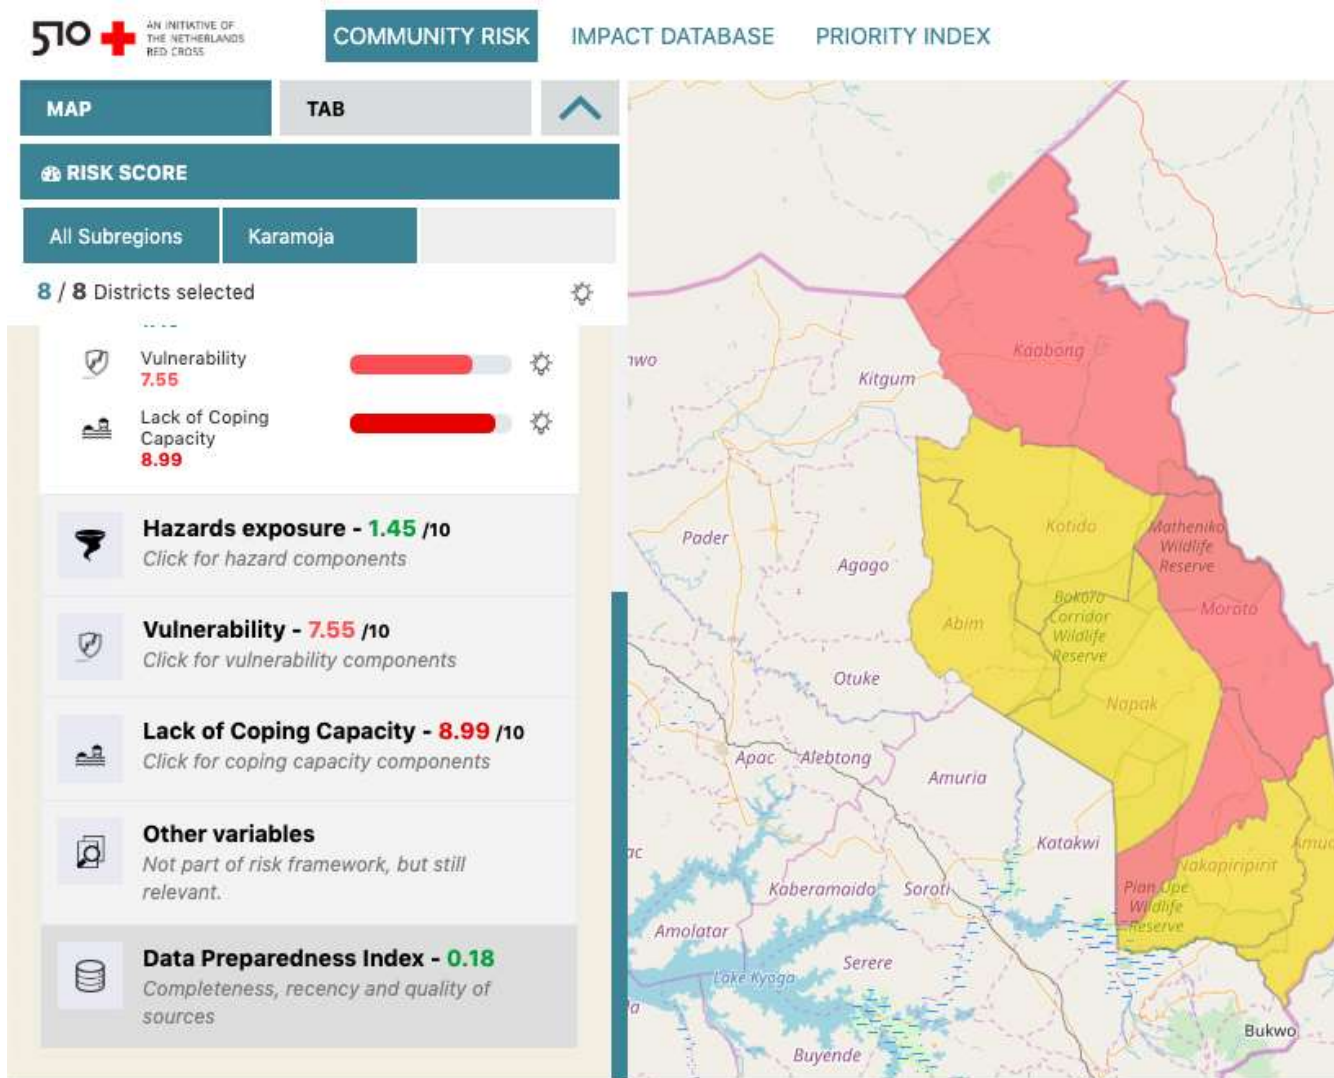 510
AN INITIATIVE OF
THE NETHERLANDS
RED CROSS
COMMUNITY RISK
IMPACT DATABASE
PRIORITY INDEX
MAP
TAB
RISK SCORE
All Subregions
Karamoja
8 / 8 Districts selected
Vulnerability
7.55
Lack of Coping
Capacity
8.99
Hazards exposure - 1.45 /10
Click for hazard components
Vulnerability - 7.55 /10
Click for vulnerability components
Lack of Coping Capacity - 8.99 /10
Click for coping capacity components
Other variables
Not part of risk framework, but still
relevant.
Data Preparedness Index - 0.18
Completeness, recency and quality of
sources
Kaabong
Kitgum
Kotido
Matheniko
Wildlife
Reserve
Pader
Agago
Bokora
Corridor
Wildlife
Reserve
Moroto
Abim
Otuke
Napak
Apac
Alebtong
Amuria
Katakwi
Nakapiripirit
Kaberamaido
Soroti
Pian Upe
Wildlife
Reserve
Amolatar
Serere
Lake Kyoga
Bukwo
Buyende